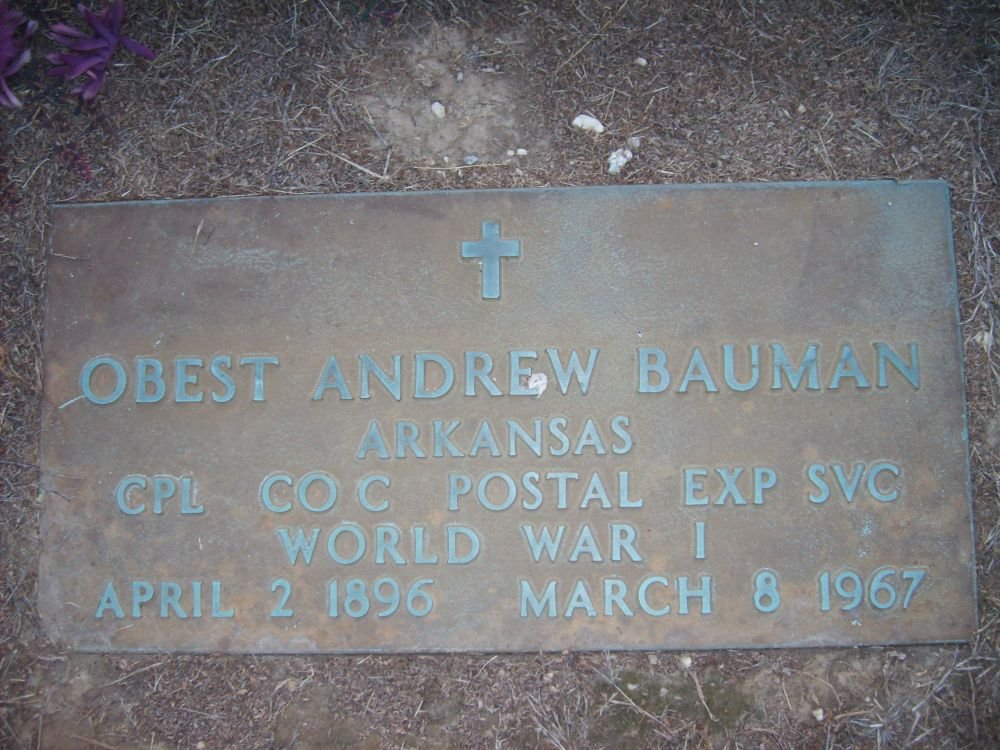 OBEST ANDREW BAUMAN
ARKANSAS
CPL CO C POSTAL EXP SVC
WORLD WAR I
APRIL 2 1896 MARCH 8 1967